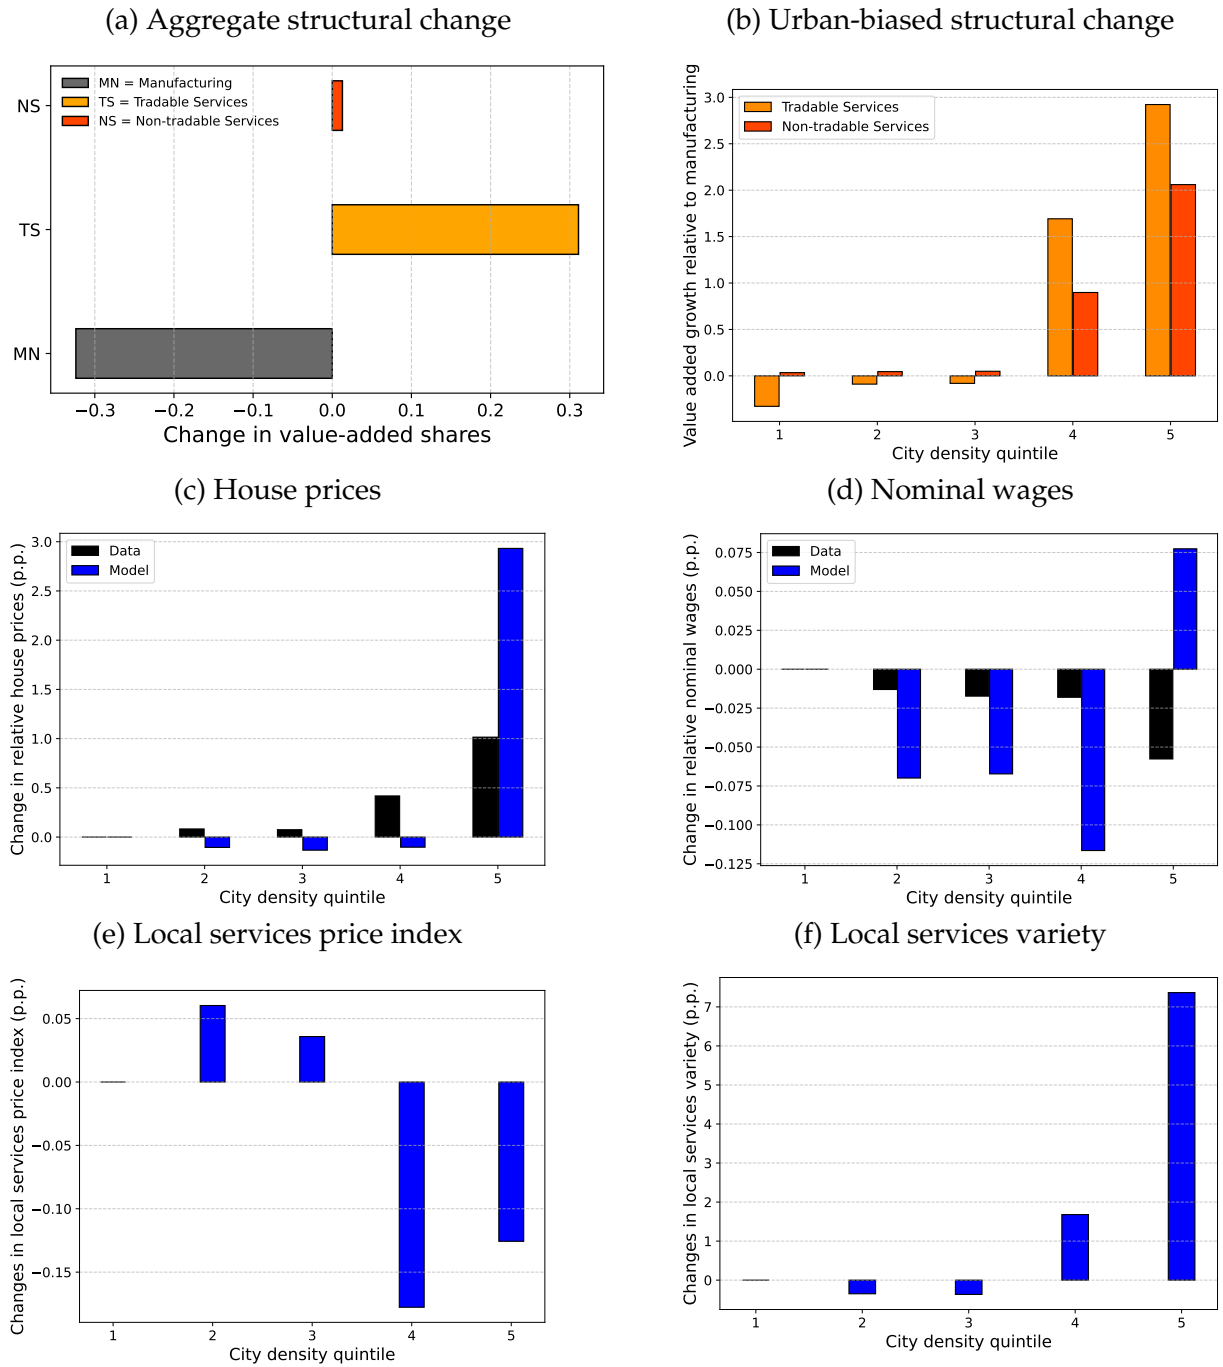 (a) Aggregate structural change
MN = Manufacturing
TS = Tradable Services
NS = Non-tradable Services
NS
TS
MN
−0.3 −0.2 −0.1 0.0 0.1 0.2 0.3
Change in value-added shares
(b) Urban-biased structural change
Value added growth relative to manufacturing
Tradable Services
Non-tradable Services
3.0
2.5
2.0
1.5
1.0
0.5
0.0
1 2 3 4 5
City density quintile
(c) House prices
Change in relative house prices (p.p.)
Data
Model
3.0
2.5
2.0
1.5
1.0
0.5
0.0
1 2 3 4 5
City density quintile
(d) Nominal wages
Change in relative nominal wages (p.p.)
Data
Model
0.075
0.050
0.025
0.000
−0.025
−0.050
−0.075
−0.100
−0.125
1 2 3 4 5
City density quintile
(e) Local services price index
Changes in local services price index (p.p.)
0.05
0.00
−0.05
−0.10
−0.15
1 2 3 4 5
City density quintile
(f) Local services variety
Changes in local services variety (p.p.)
7
6
5
4
3
2
1
0
1 2 3 4 5
City density quintile